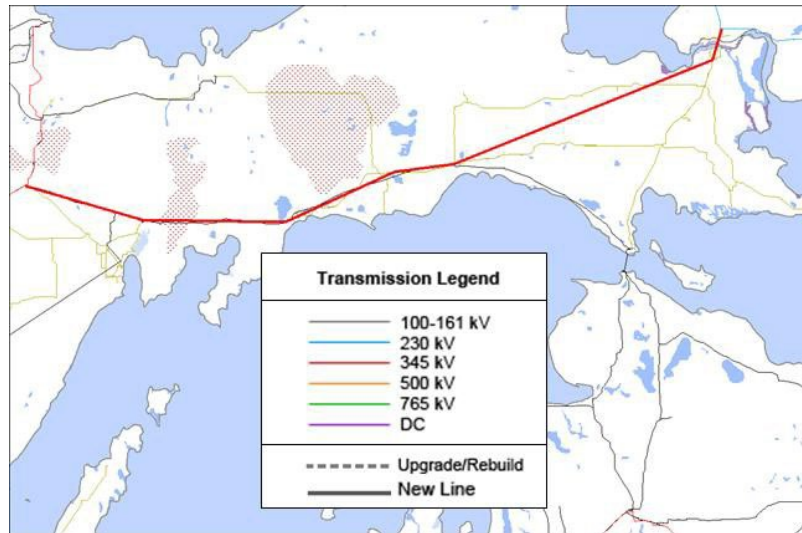 Transmission Legend
100-161 kV
230 kV
345 kV
500 kV
765 kV
DC
Upgrade/Rebuild
New Line